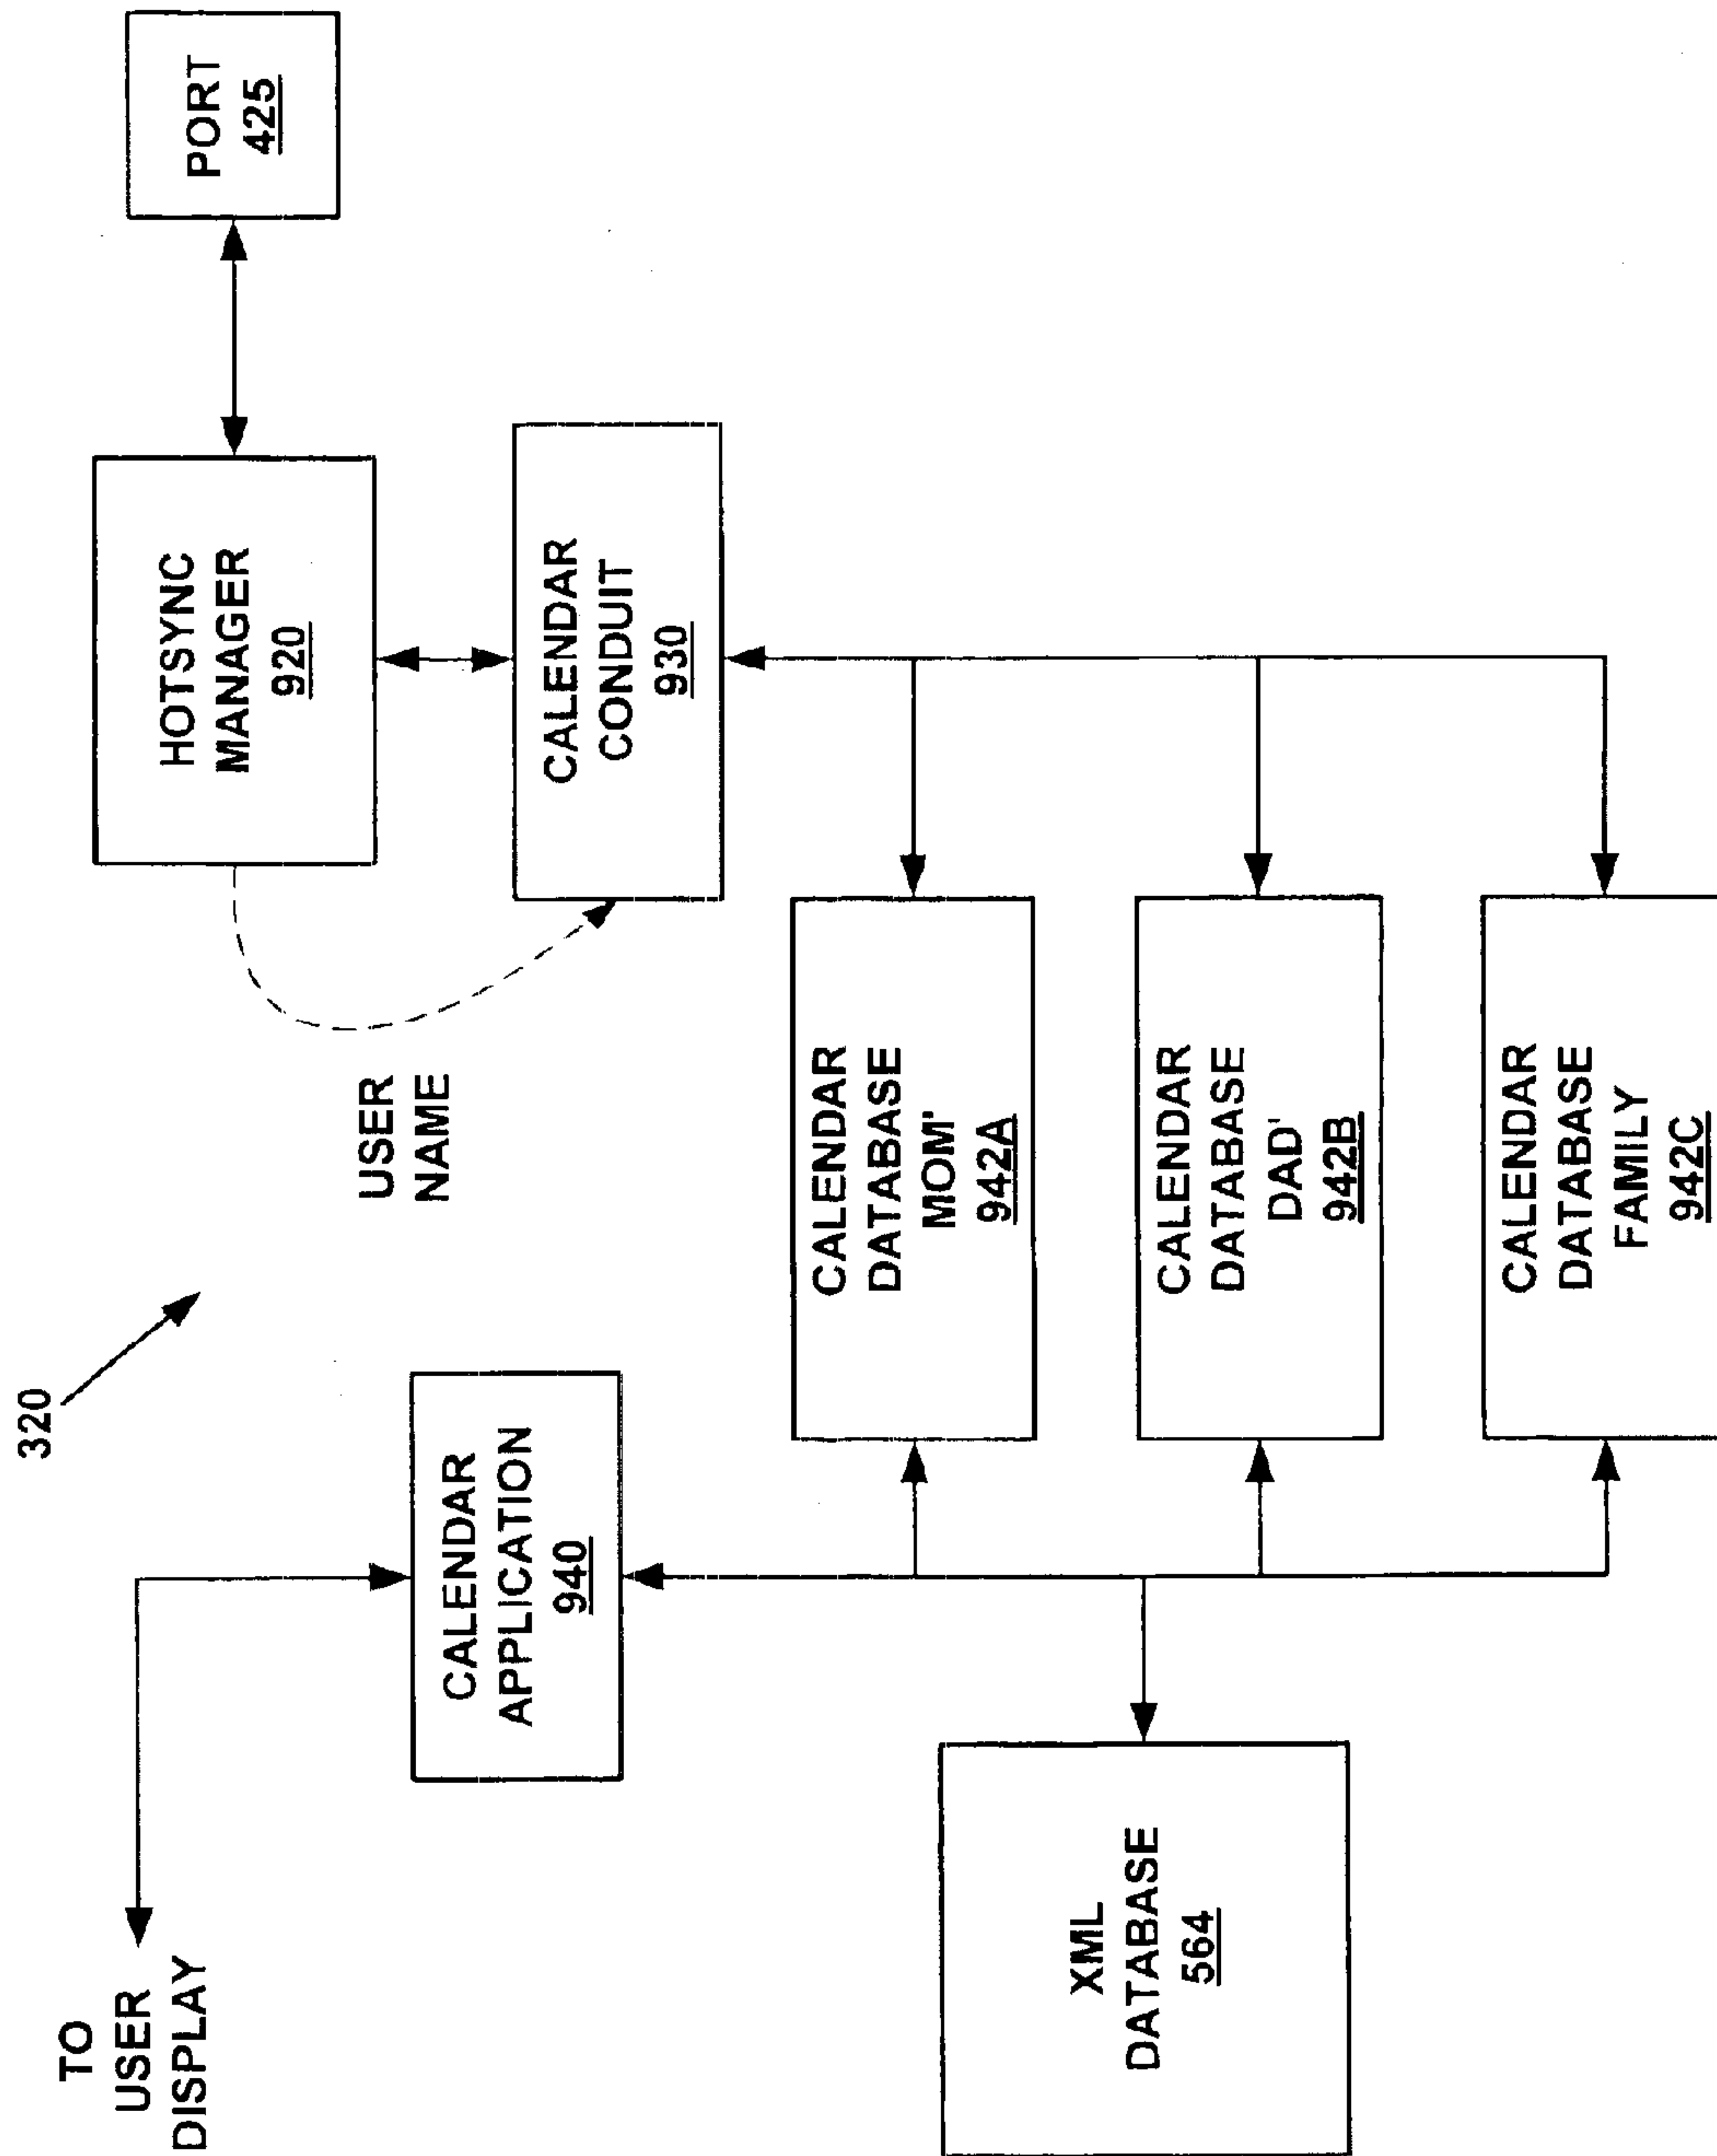 320
TO
USER
DISPLAY
CALENDAR
APPLICATION
940
USER
NAME
HOTSYNC
MANAGER
920
PORT
425
CALENDAR
CONDUIT
930
XML
DATABASE
564
CALENDAR
DATABASE
MOM'
942A
CALENDAR
DATABASE
DAD'
942B
CALENDAR
DATABASE
FAMILY
942C